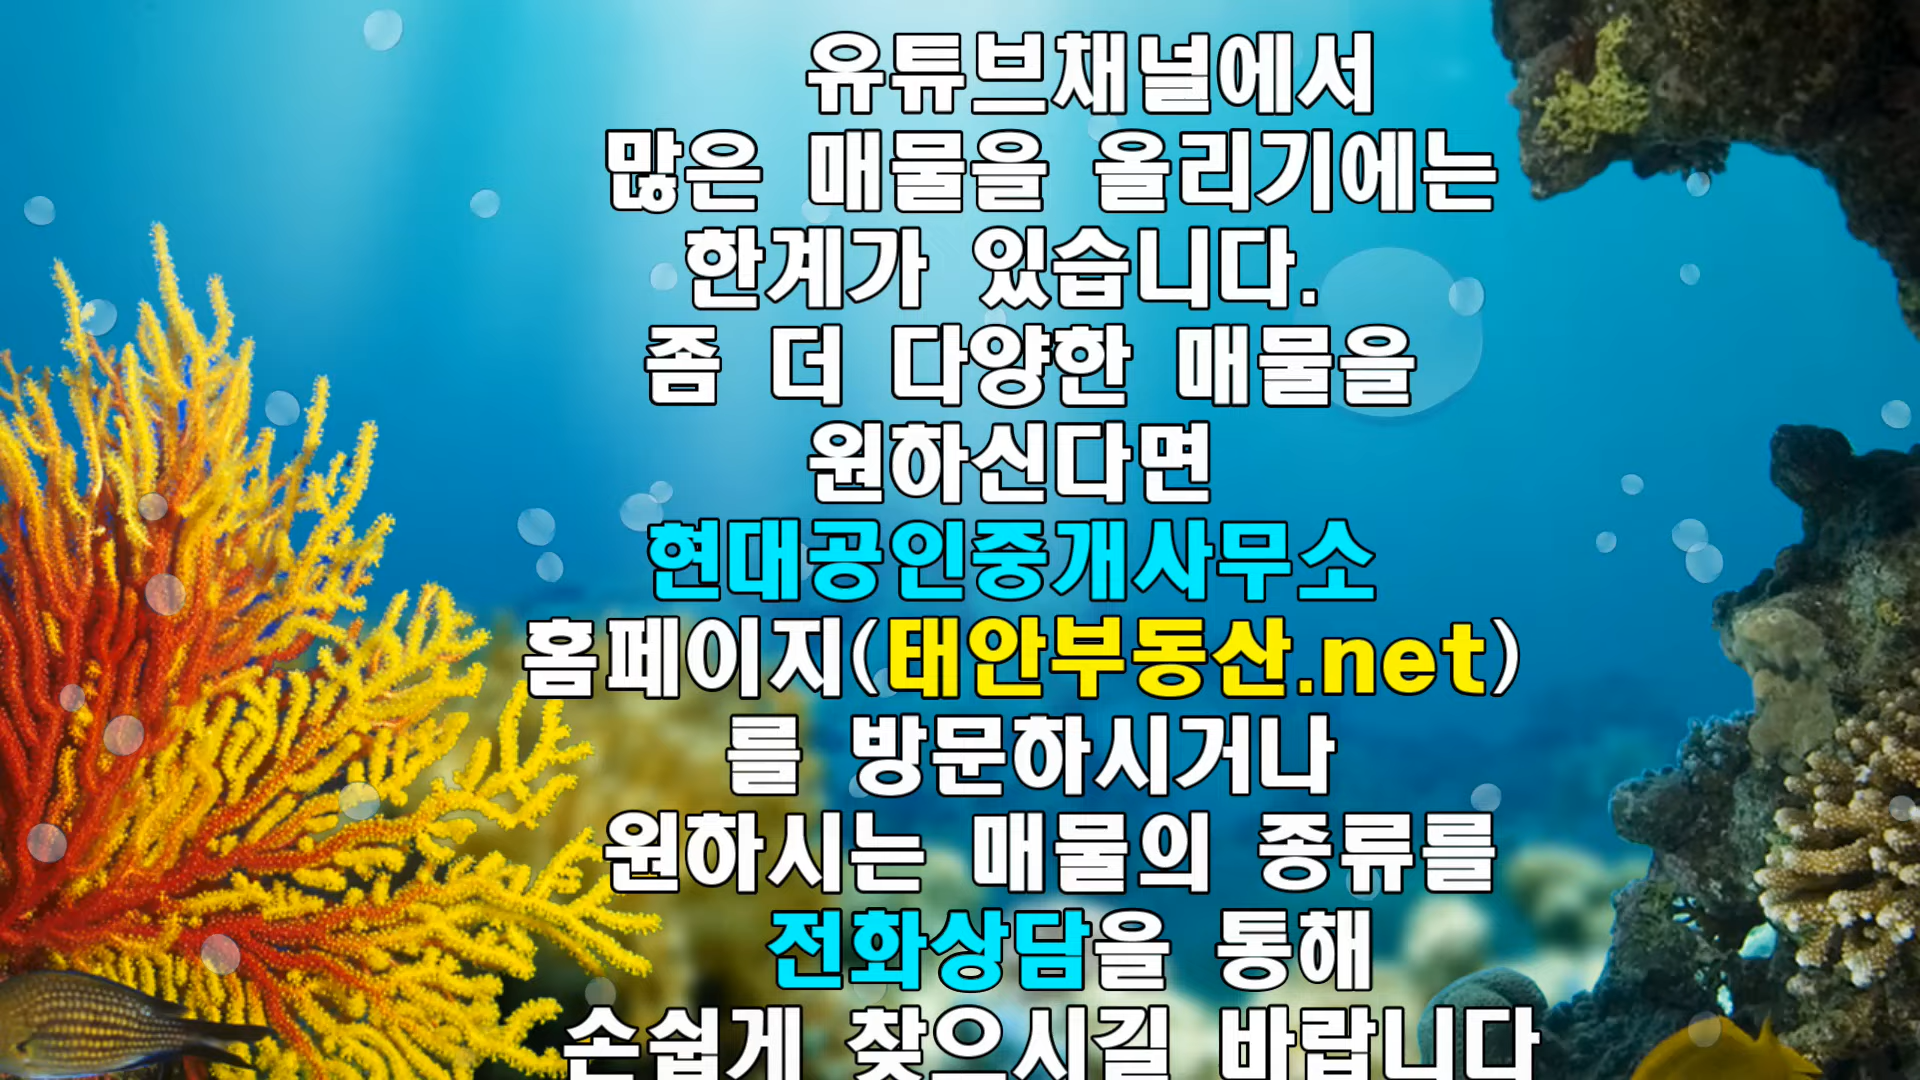 유튜브채널에서
많은 매물을 올리기에는
한계가 있습니다.
좀 더 다양한 매물을
원하신다면
현대공인중개사무소
홈페이지(태안부동산.net)
를 방문하시거나
원하시는 매물의 종류를
전화상담을 통해
손쉽게 찾으시길 바랍니다